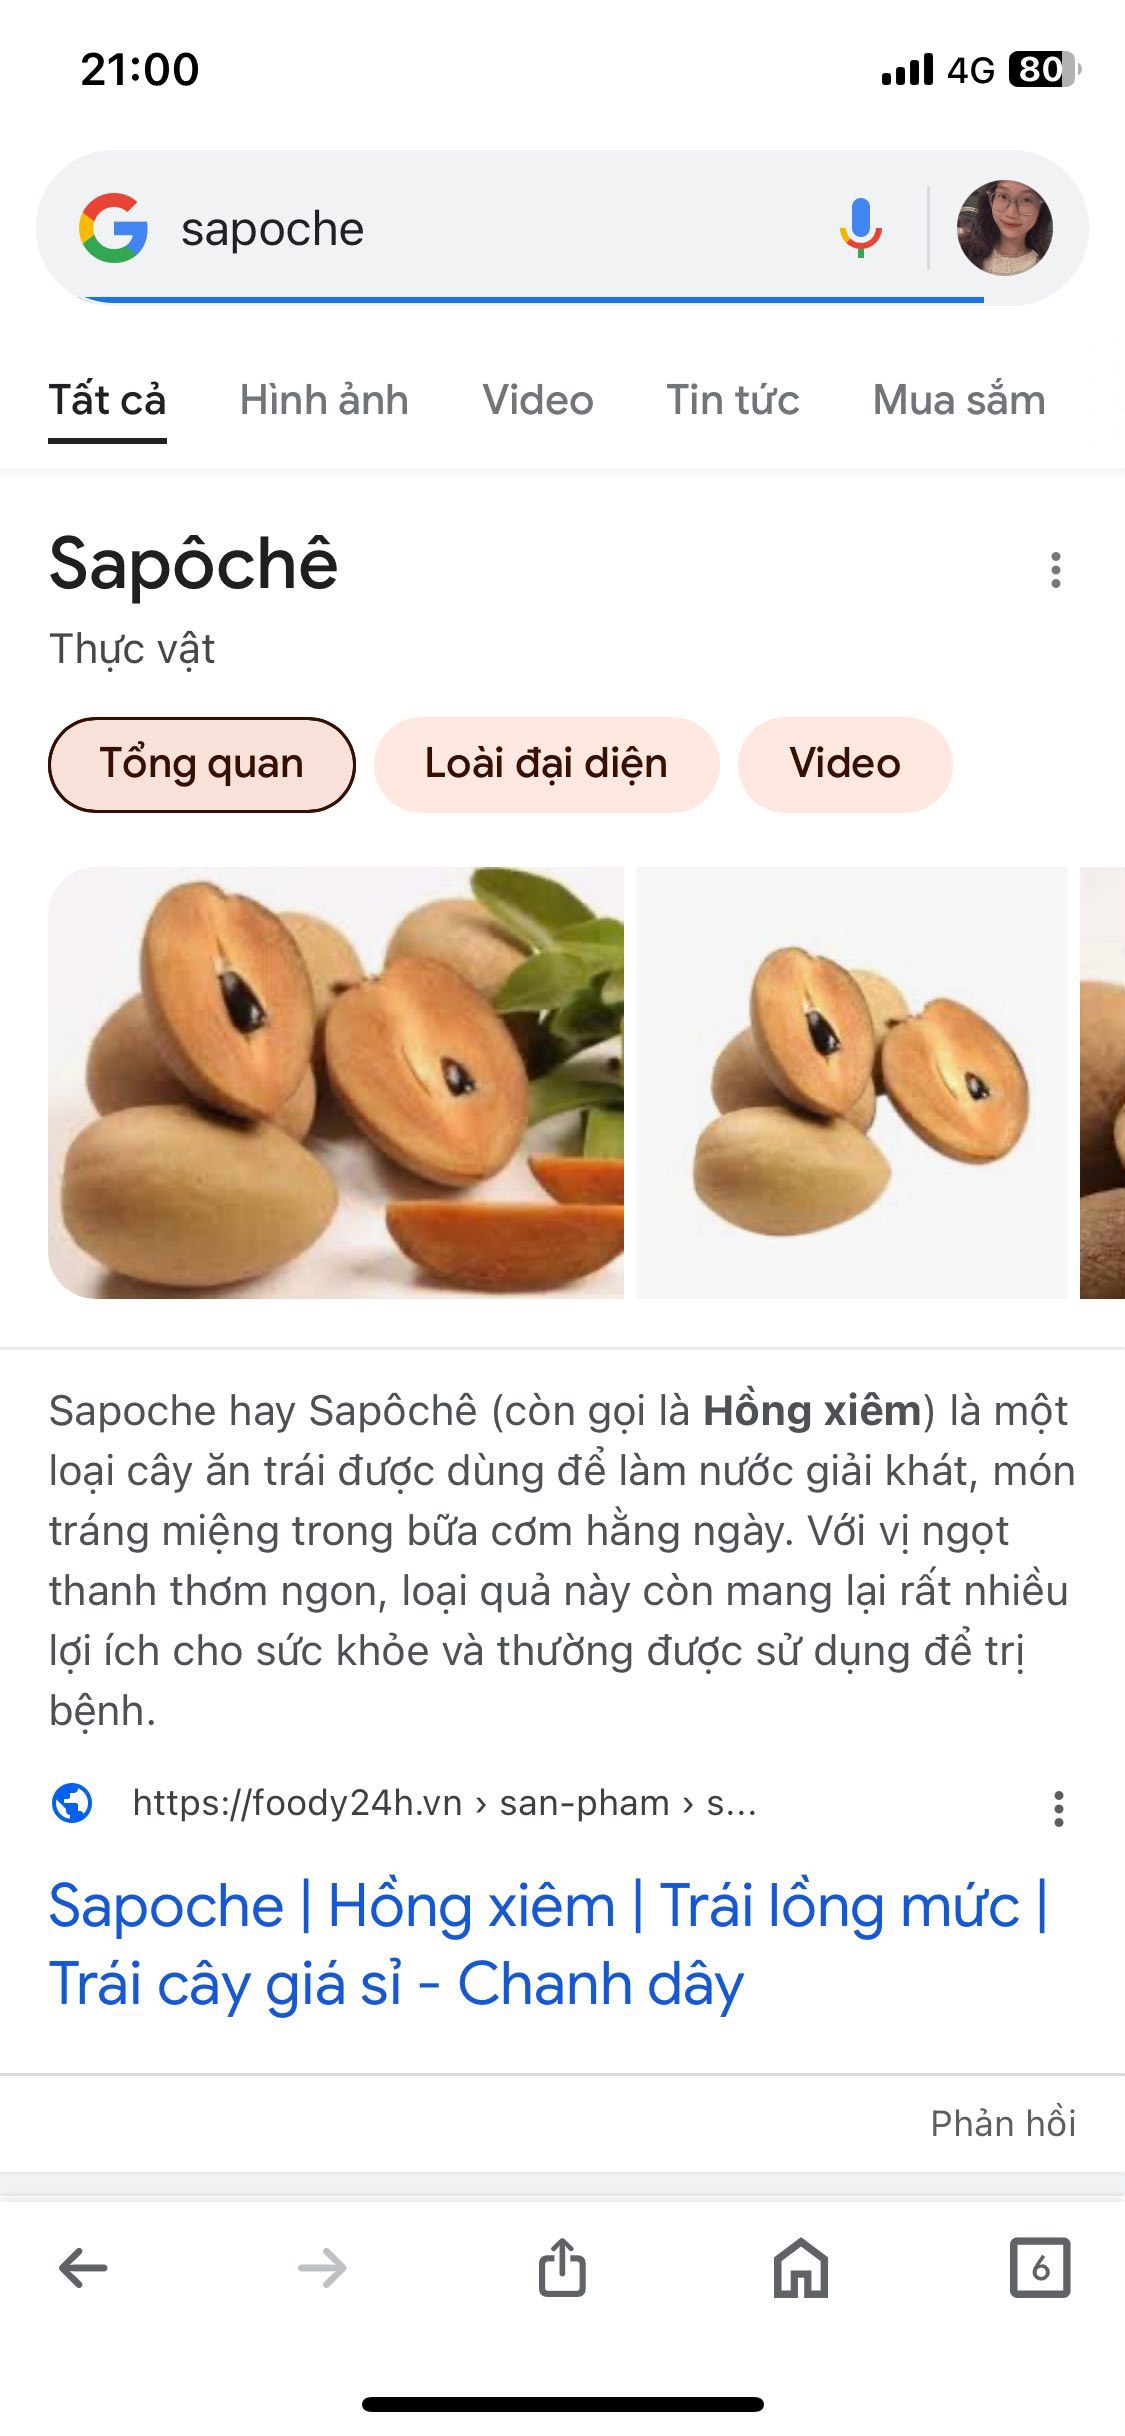 21:00
4G 80
sapoche
Tất cả Hình ảnh Video Tin tức Mua sắm
Sapôchê
Thực vật
Tổng quan Loài đại diện Video
Sapoche hay Sapôchê (còn gọi là Hồng xiêm) là một
loại cây ăn trái được dùng để làm nước giải khát, món
tráng miệng trong bữa cơm hằng ngày. Với vị ngọt
thanh thơm ngon, loại quả này còn mang lại rất nhiều
lợi ích cho sức khỏe và thường được sử dụng để trị
bệnh.
https://foody24h.vn › san-pham › s...
Sapoche | Hồng xiêm | Trái lồng mức |
Trái cây giá sỉ - Chanh dây
Phản hồi
6